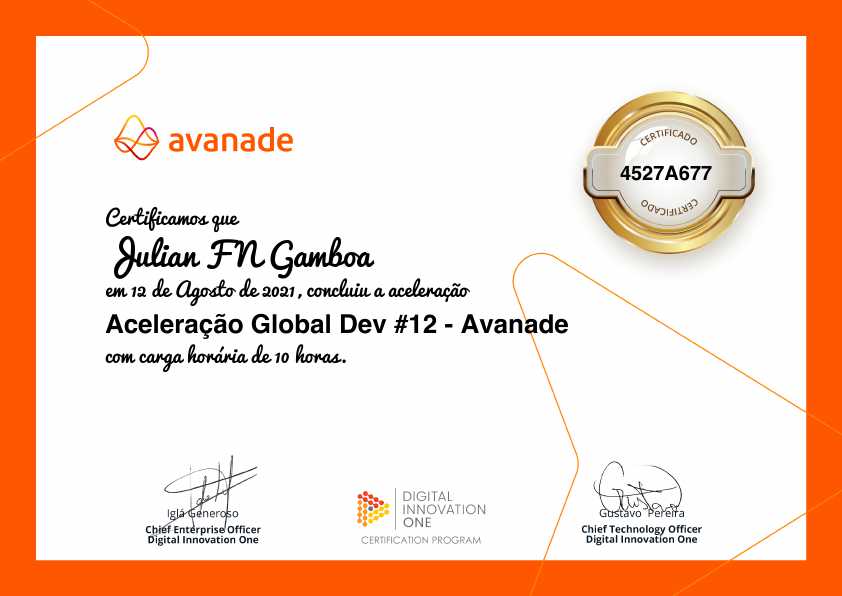 avanade
CERTIFICADO
4527A677
CERTIFICADO
Certificamos que
Julian FN Gamboa
em 12 de Agosto de 2021, concluiu a aceleração
Aceleração Global Dev #12 - Avanade
com carga horária de 10 horas.
Iglá Generoso
Chief Enterprise Officer
Digital Innovation One
DIGITAL
INNOVATION
ONE
CERTIFICATION PROGRAM
Gustavo Pereira
Chief Technology Officer
Digital Innovation One